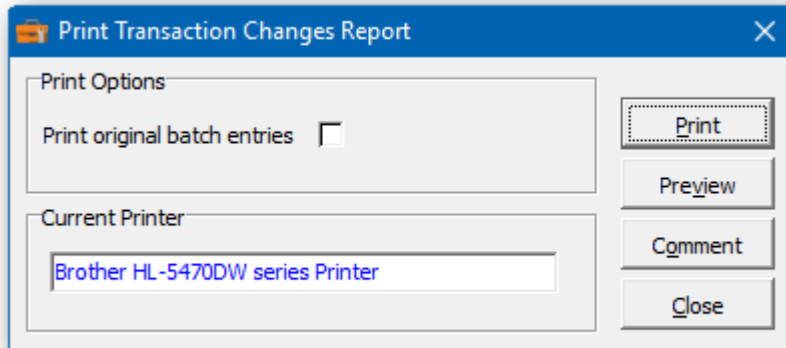 Print Transaction Changes Report
Print Options
Print original batch entries
Print
Preview
Current Printer
Comment
Brother HL-5470DW series Printer
Close